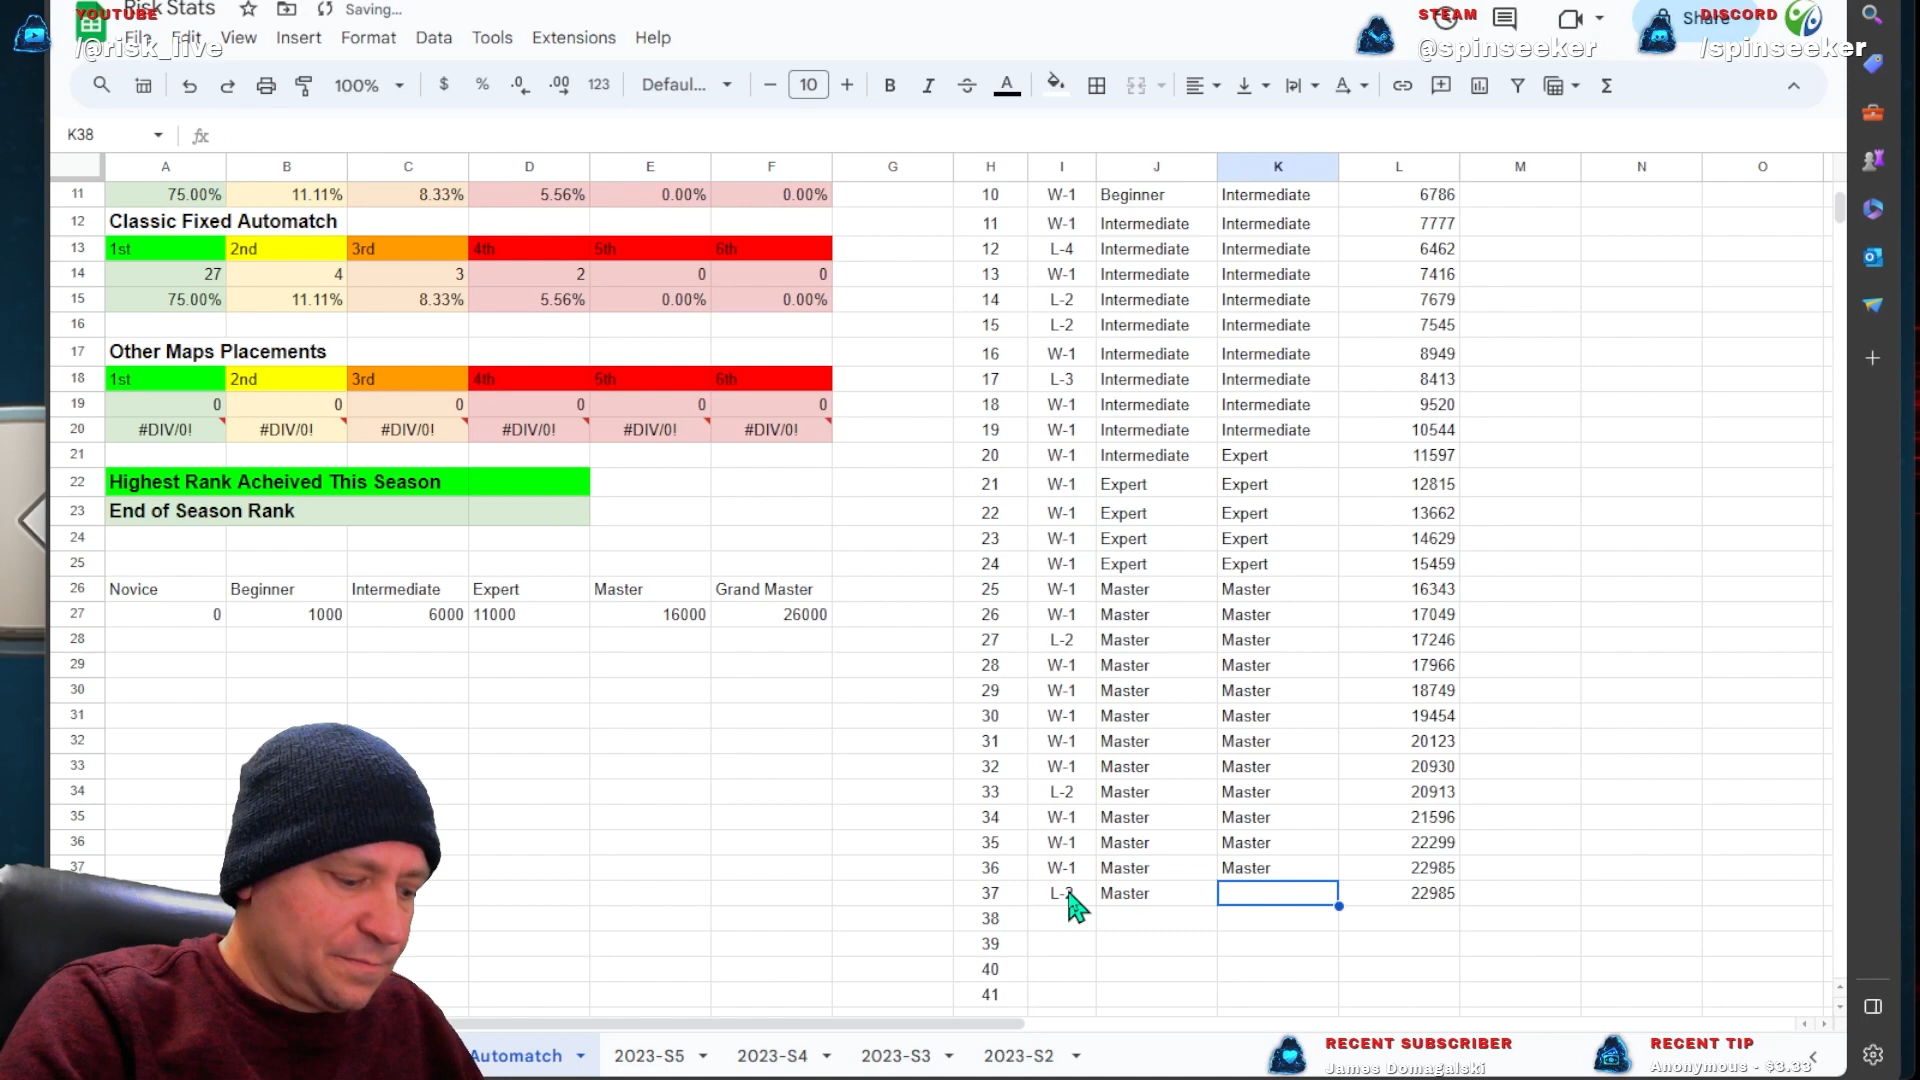 YOUTUBE
/@risk_live
Risk Stats
Saving...
STEAM
@spinseeker
Share
DISCORD
/spinseeker
File Edit View Insert Format Data Tools Extensions Help
100% $ % .0 .00 123 Defaul... − 10 + B I A Σ
K38 fx
A B C D E F G H I J K L M N O
11 75.00% 11.11% 8.33% 5.56% 0.00% 0.00% 10 W-1 Beginner Intermediate 6786
12 Classic Fixed Automatch 11 W-1 Intermediate Intermediate 7777
13 1st 2nd 3rd 4th 5th 6th 12 L-4 Intermediate Intermediate 6462
14 27 4 3 2 0 0 13 W-1 Intermediate Intermediate 7416
15 75.00% 11.11% 8.33% 5.56% 0.00% 0.00% 14 L-2 Intermediate Intermediate 7679
16 15 L-2 Intermediate Intermediate 7545
17 Other Maps Placements 16 W-1 Intermediate Intermediate 8949
18 1st 2nd 3rd 4th 5th 6th 17 L-3 Intermediate Intermediate 8413
19 0 0 0 0 0 0 18 W-1 Intermediate Intermediate 9520
20 #DIV/0! #DIV/0! #DIV/0! #DIV/0! #DIV/0! #DIV/0! 19 W-1 Intermediate Intermediate 10544
21 20 W-1 Intermediate Expert 11597
22 Highest Rank Acheived This Season 21 W-1 Expert Expert 12815
23 End of Season Rank 22 W-1 Expert Expert 13662
24 23 W-1 Expert Expert 14629
25 24 W-1 Expert Expert 15459
26 Novice Beginner Intermediate Expert Master Grand Master 25 W-1 Master Master 16343
27 0 1000 6000 11000 16000 26000 26 W-1 Master Master 17049
28 27 L-2 Master Master 17246
29 28 W-1 Master Master 17966
30 29 W-1 Master Master 18749
31 30 W-1 Master Master 19454
32 31 W-1 Master Master 20123
33 32 W-1 Master Master 20930
34 33 L-2 Master Master 20913
35 34 W-1 Master Master 21596
36 35 W-1 Master Master 22299
37 36 W-1 Master Master 22985
37 Master 22985
38
39
40
41
Automatch 2023-S5 2023-S4 2023-S3 2023-S2
RECENT SUBSCRIBER
James Domagalski
RECENT TIP
Anonymous - $3.33